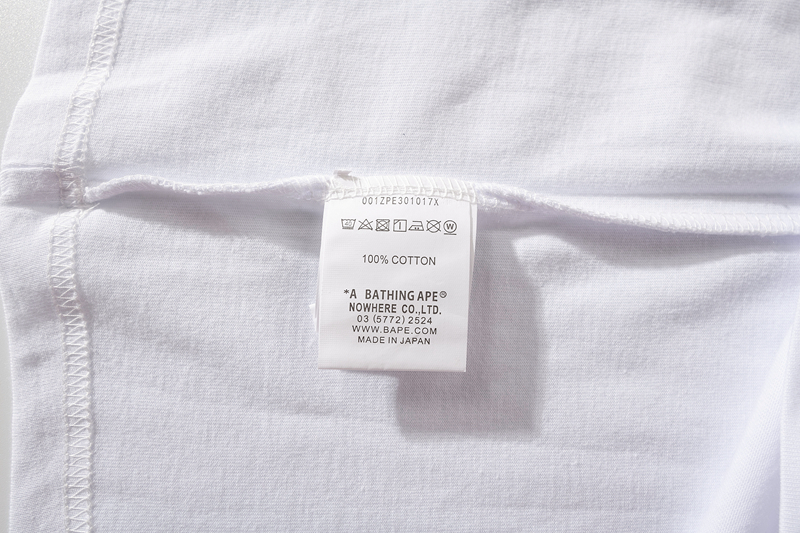 001ZPE301017X
100% COTTON
*A BATHING APE®
NOWHERE CO.,LTD.
03 (5772) 2524
WWW.BAPE.COM
MADE IN JAPAN